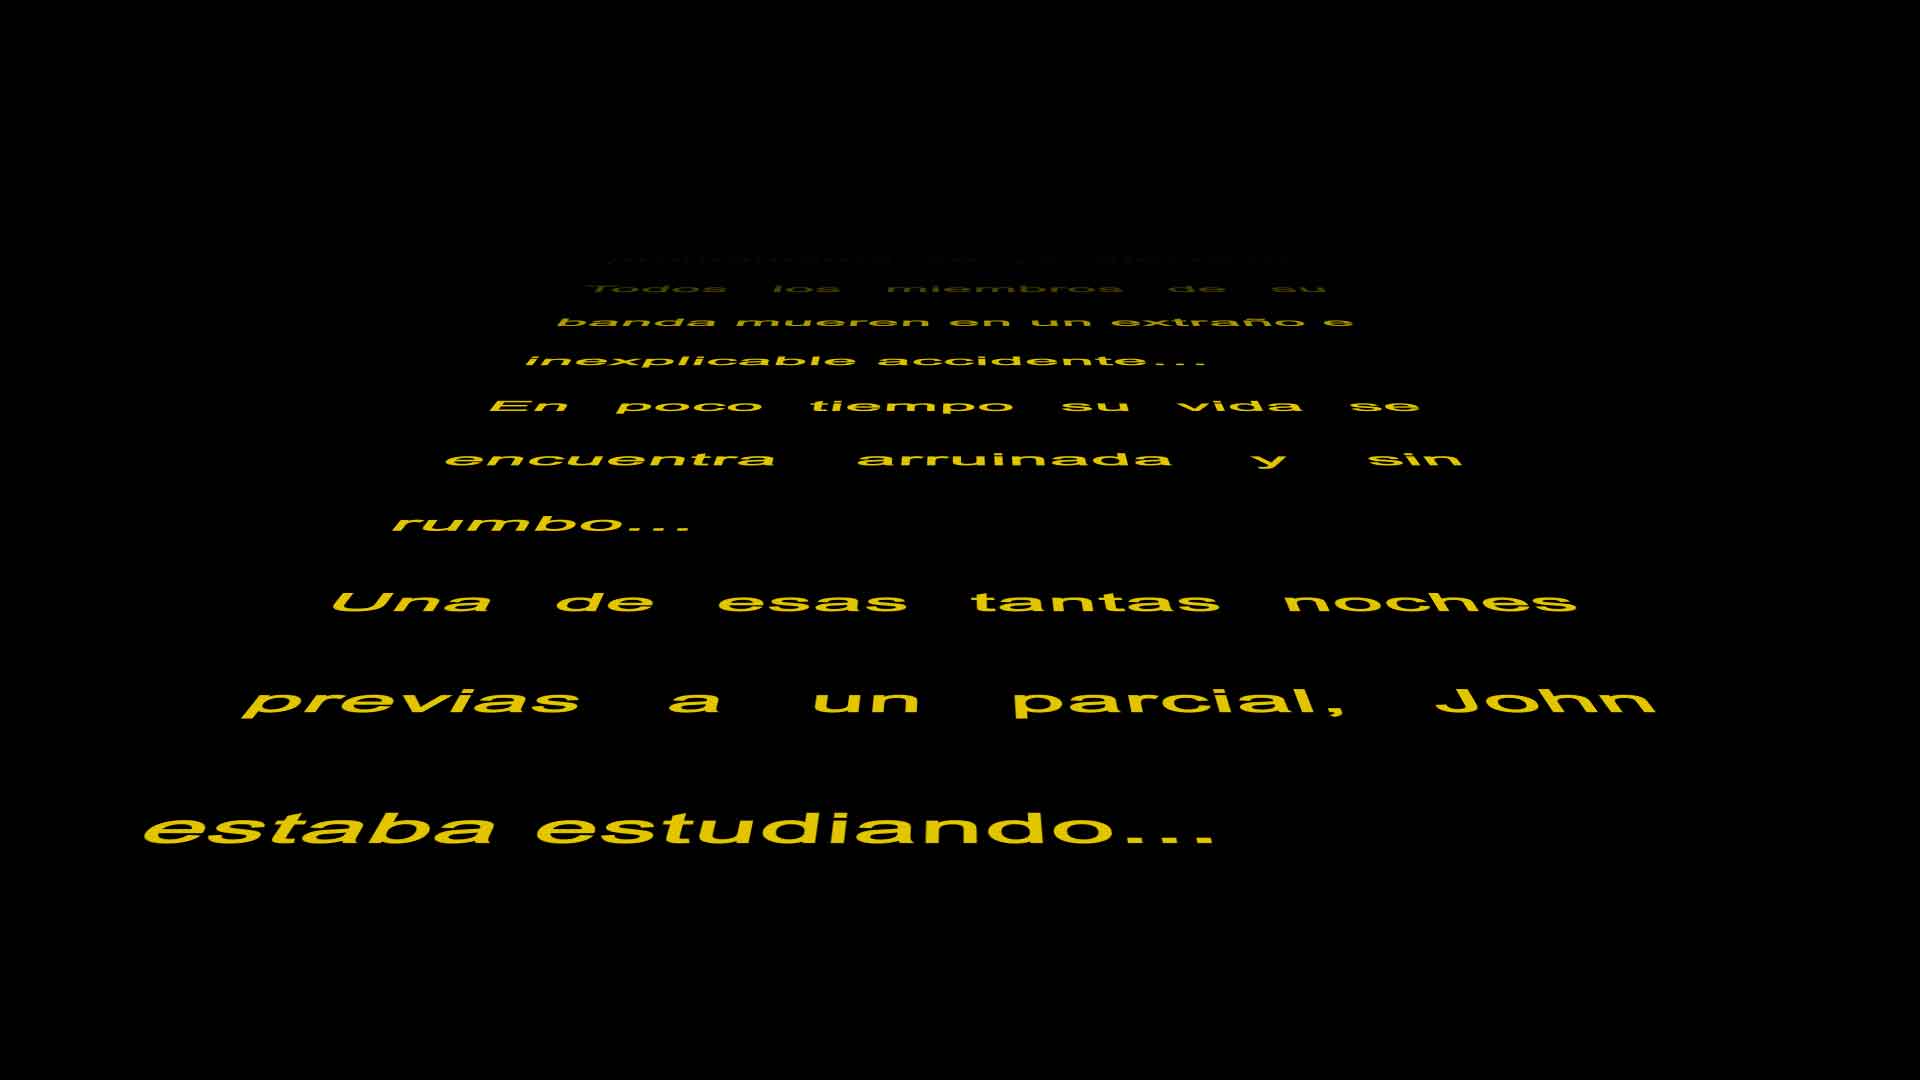 Todos los miembros de su
banda mueren en un extraño e
inexplicable accidente...
En poco tiempo su vida se
encuentra arruinada y sin
rumbo...
Una de esas tantas noches
previas a un parcial, John
estaba estudiando...